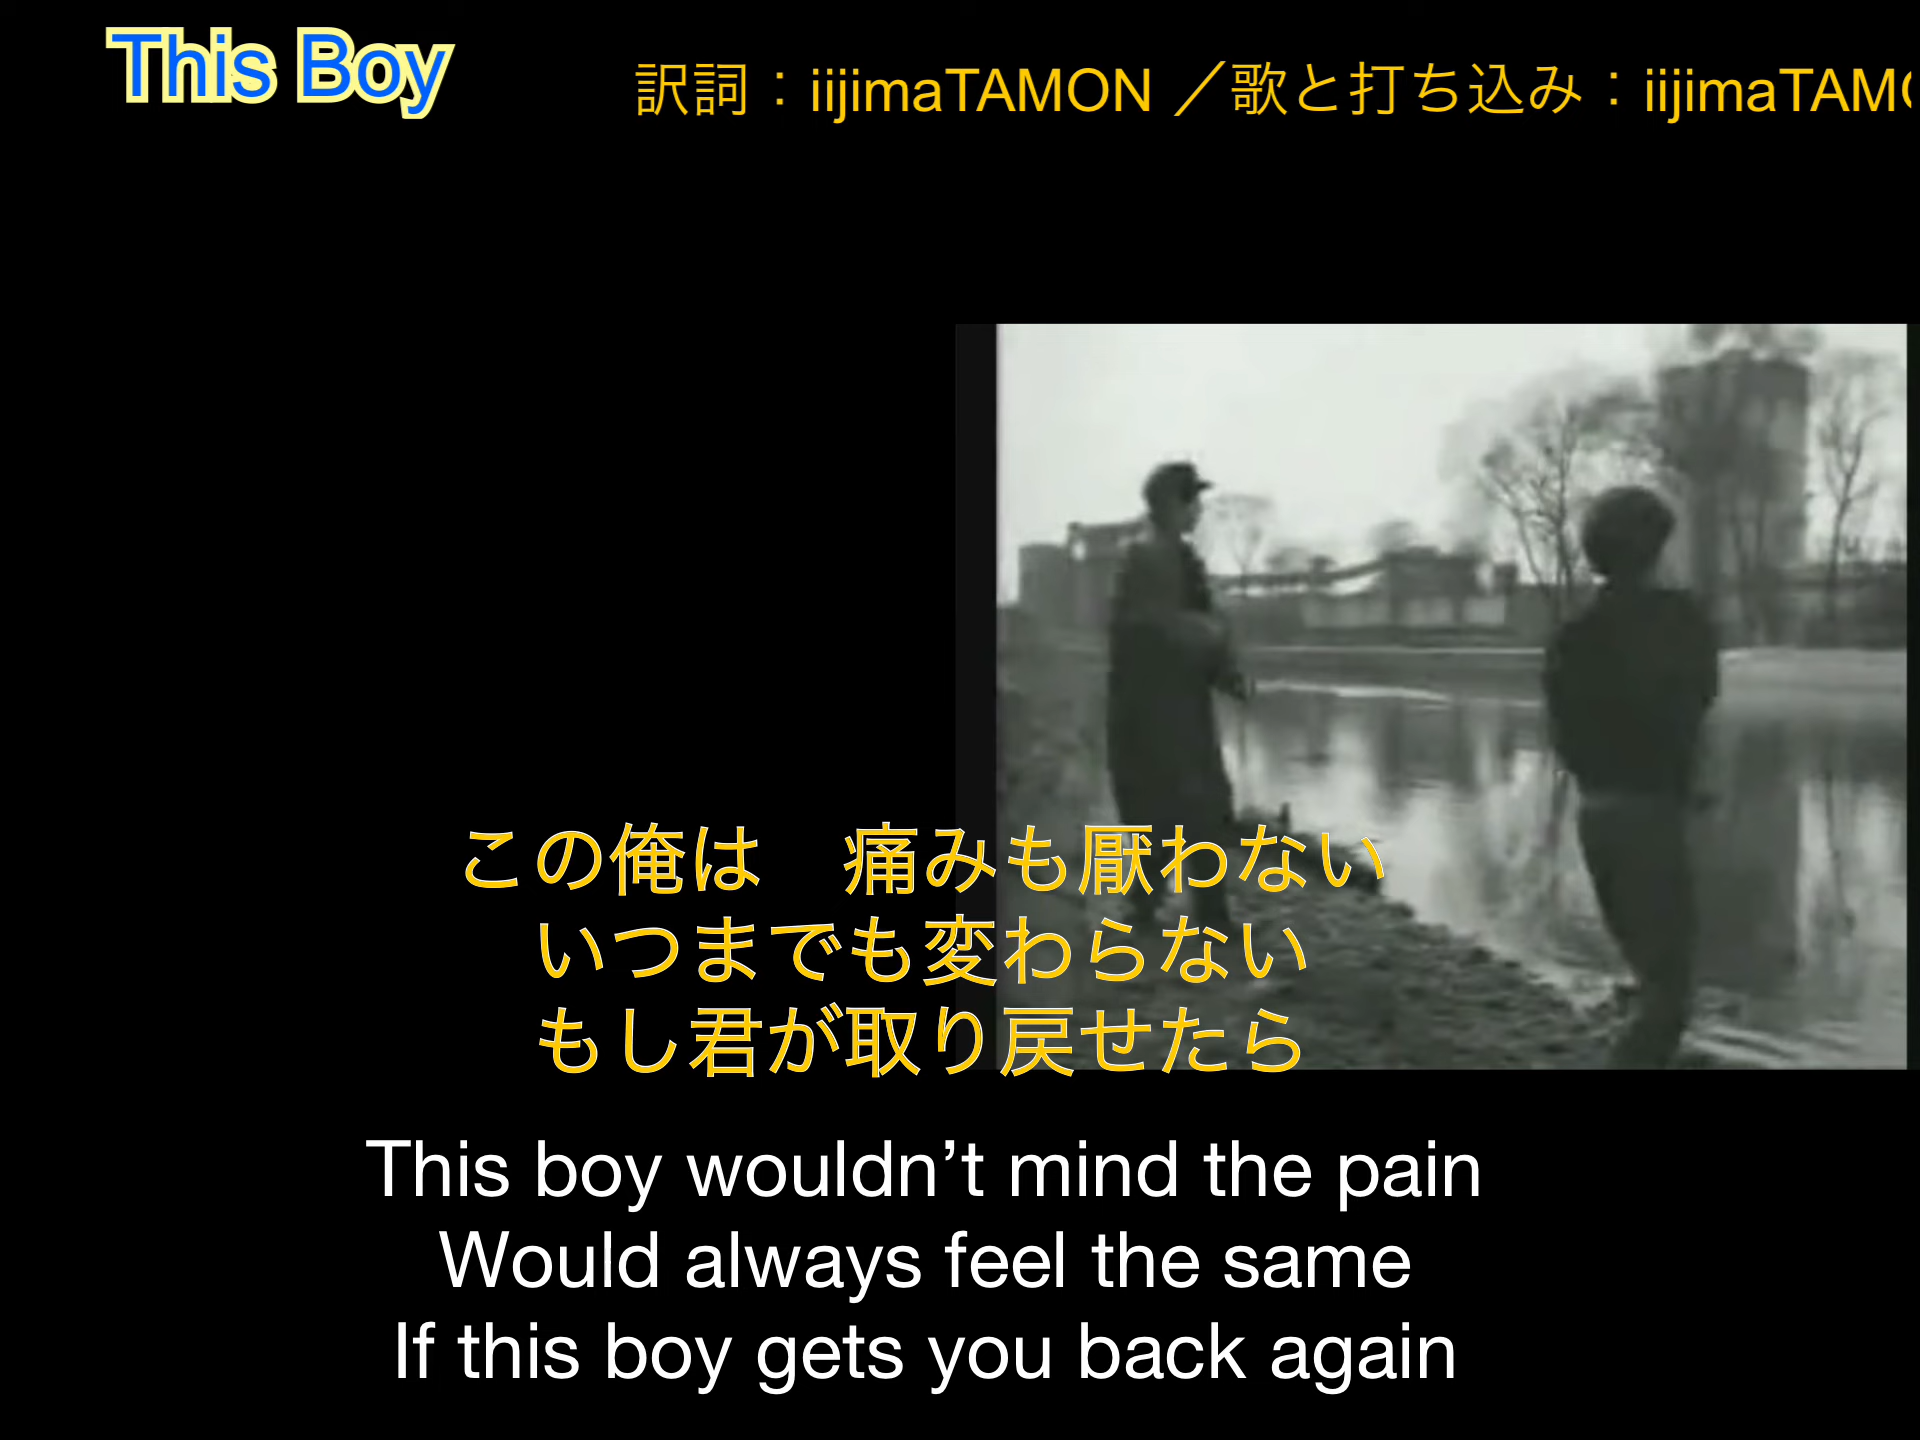 This Boy
訳詞：iijimaTAMON ／歌と打ち込み：iijimaTAMO
この俺は　痛みも厭わない
いつまでも変わらない
もし君が取り戻せたら
This boy wouldn’t mind the pain
Would always feel the same
If this boy gets you back again